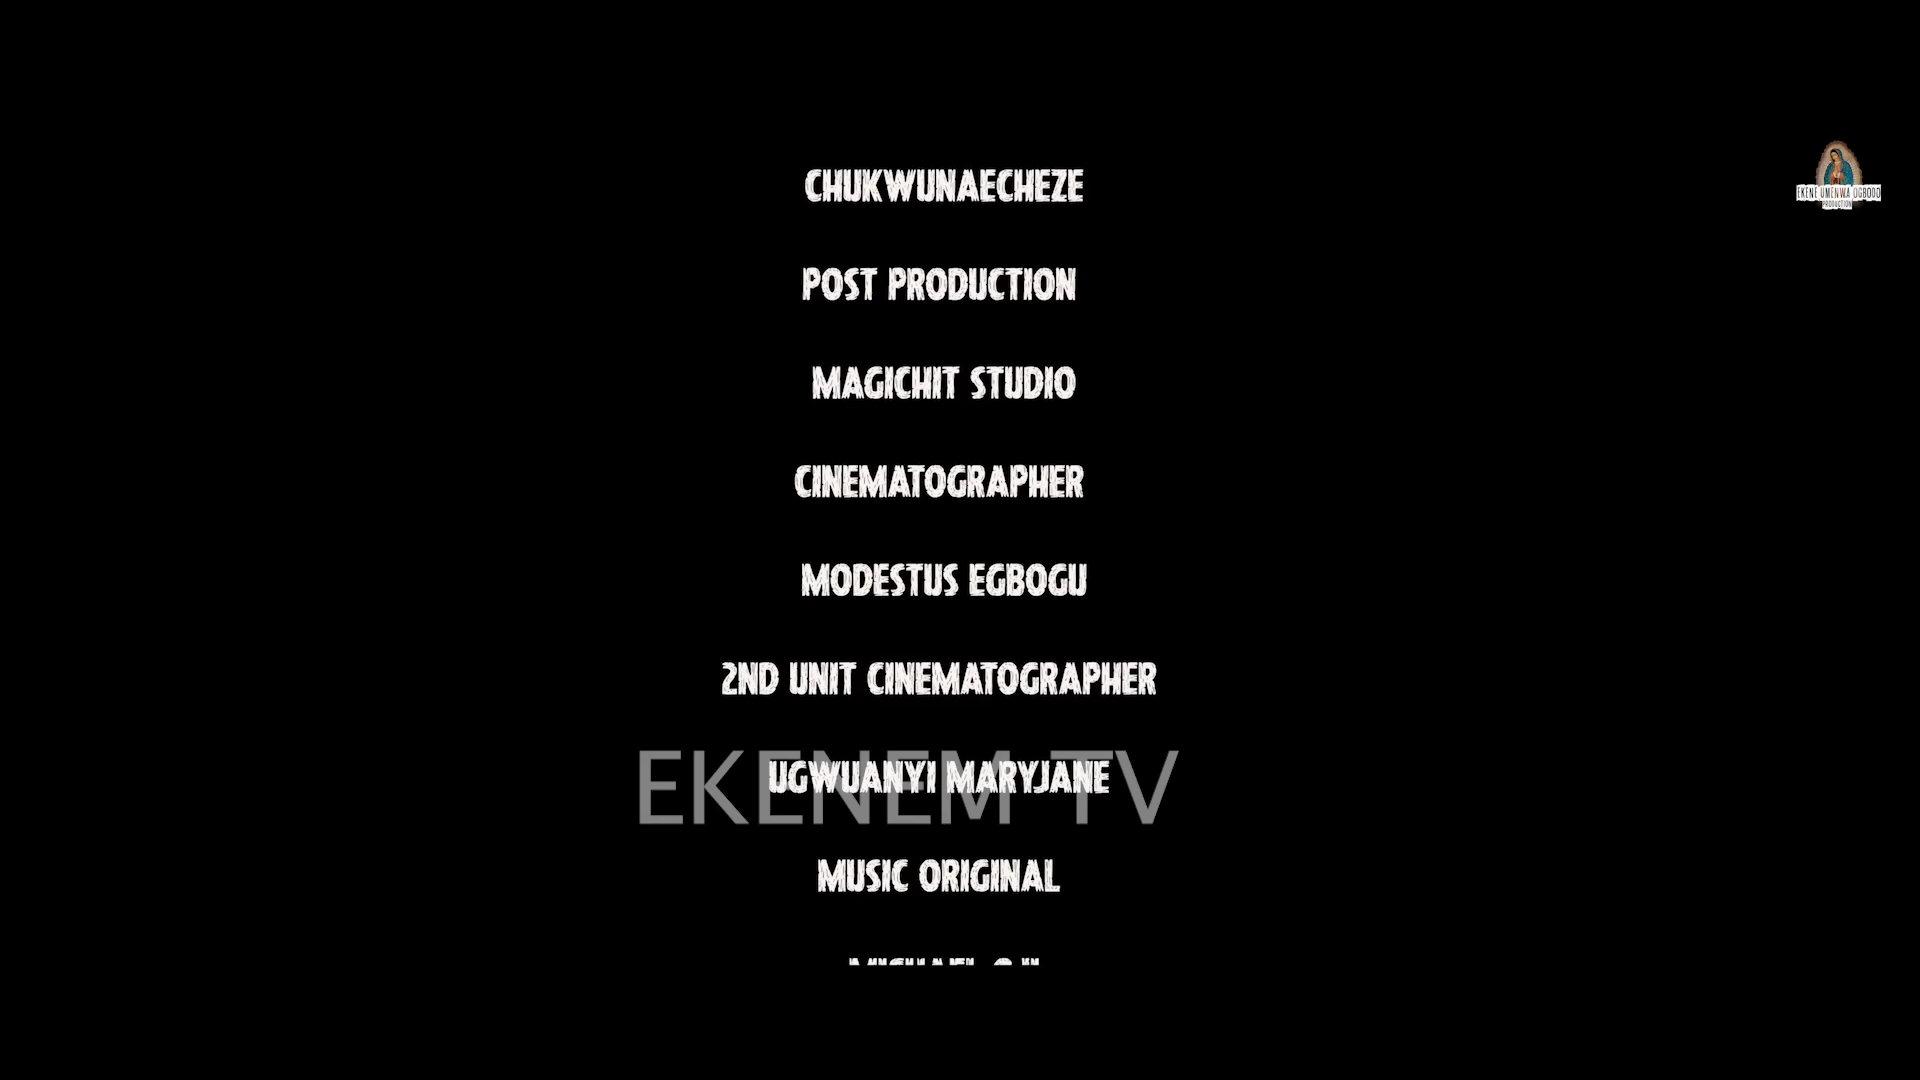 CHUKWUNAECHEZE
POST PRODUCTION
MAGICHIT STUDIO
CINEMATOGRAPHER
MODESTUS EGBOGU
2ND UNIT CINEMATOGRAPHER
UGWUANYI MARYJANE
EKENEM TV
MUSIC ORIGINAL
EKENE UMENWA OGBODO
PRODUCTION